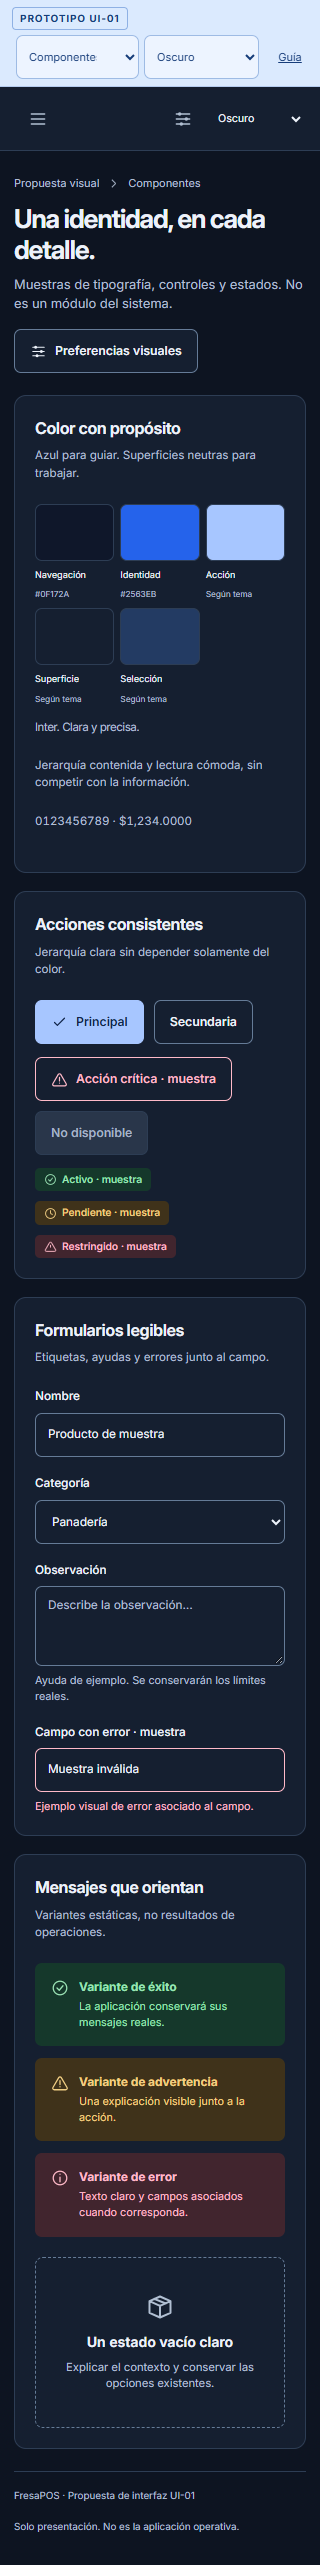 PROTOTIPO UI-01
Componente
Oscuro
Guía
Oscuro
Propuesta visual
Componentes
Una identidad, en cada
detalle.
Muestras de tipografía, controles y estados. No
es un módulo del sistema.
Preferencias visuales
Color con propósito
Azul para guiar. Superficies neutras para
trabajar.
Navegación
Identidad
Acción
#0F172A
#2563EB
Según tema
Superficie
Selección
Según tema
Según tema
Inter. Clara y precisa.
Jerarquía contenida y lectura cómoda, sin
competir con la información.
0123456789 · $1,234.0000
Acciones consistentes
Jerarquía clara sin depender solamente del
color.
Principal
Secundaria
Acción crítica · muestra
No disponible
Activo · muestra
Pendiente · muestra
Restringido · muestra
Formularios legibles
Etiquetas, ayudas y errores junto al campo.
Nombre
Producto de muestra
Categoría
Panadería
Observación
Describe la observación...
Ayuda de ejemplo. Se conservarán los límites
reales.
Campo con error · muestra
Muestra inválida
Ejemplo visual de error asociado al campo.
Mensajes que orientan
Variantes estáticas, no resultados de
operaciones.
Variante de éxito
La aplicación conservará sus
mensajes reales.
Variante de advertencia
Una explicación visible junto a la
acción.
Variante de error
Texto claro y campos asociados
cuando corresponda.
Un estado vacío claro
Explicar el contexto y conservar las
opciones existentes.
FresaPOS · Propuesta de interfaz UI-01
Solo presentación. No es la aplicación operativa.